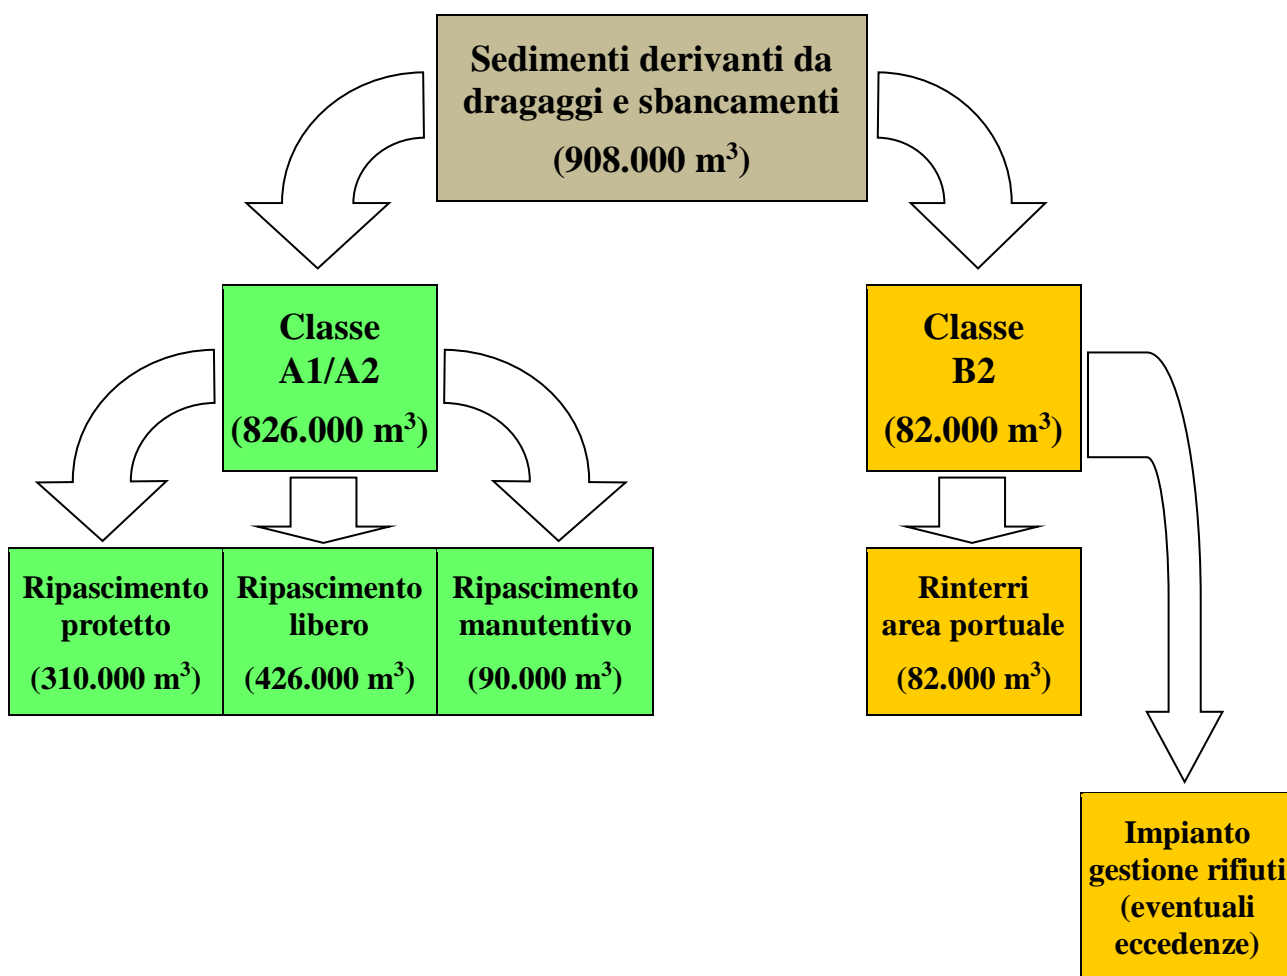 Sedimenti derivanti da
dragaggi e sbancamenti
(908.000 m³)
Classe
A1/A2
(826.000 m³)
Classe
B2
(82.000 m³)
Ripascimento
protetto
(310.000 m³)
Ripascimento
libero
(426.000 m³)
Ripascimento
manutentivo
(90.000 m³)
Rinterri
area portuale
(82.000 m³)
Impianto
gestione rifiuti
(eventuali
eccedenze)